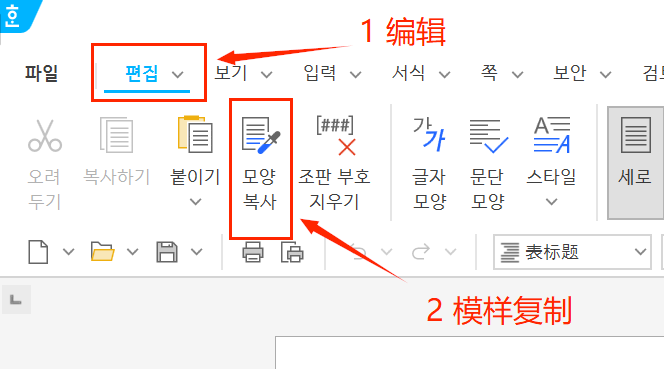 한
1 编辑
파일 편집 보기 입력 서식 쪽 보안 검토
[###]
가 가
가
오려 두기 복사하기 붙이기 모양 복사 조판 부호 지우기 글자 모양 문단 모양 스타일 세로
表标题
2 模样复制